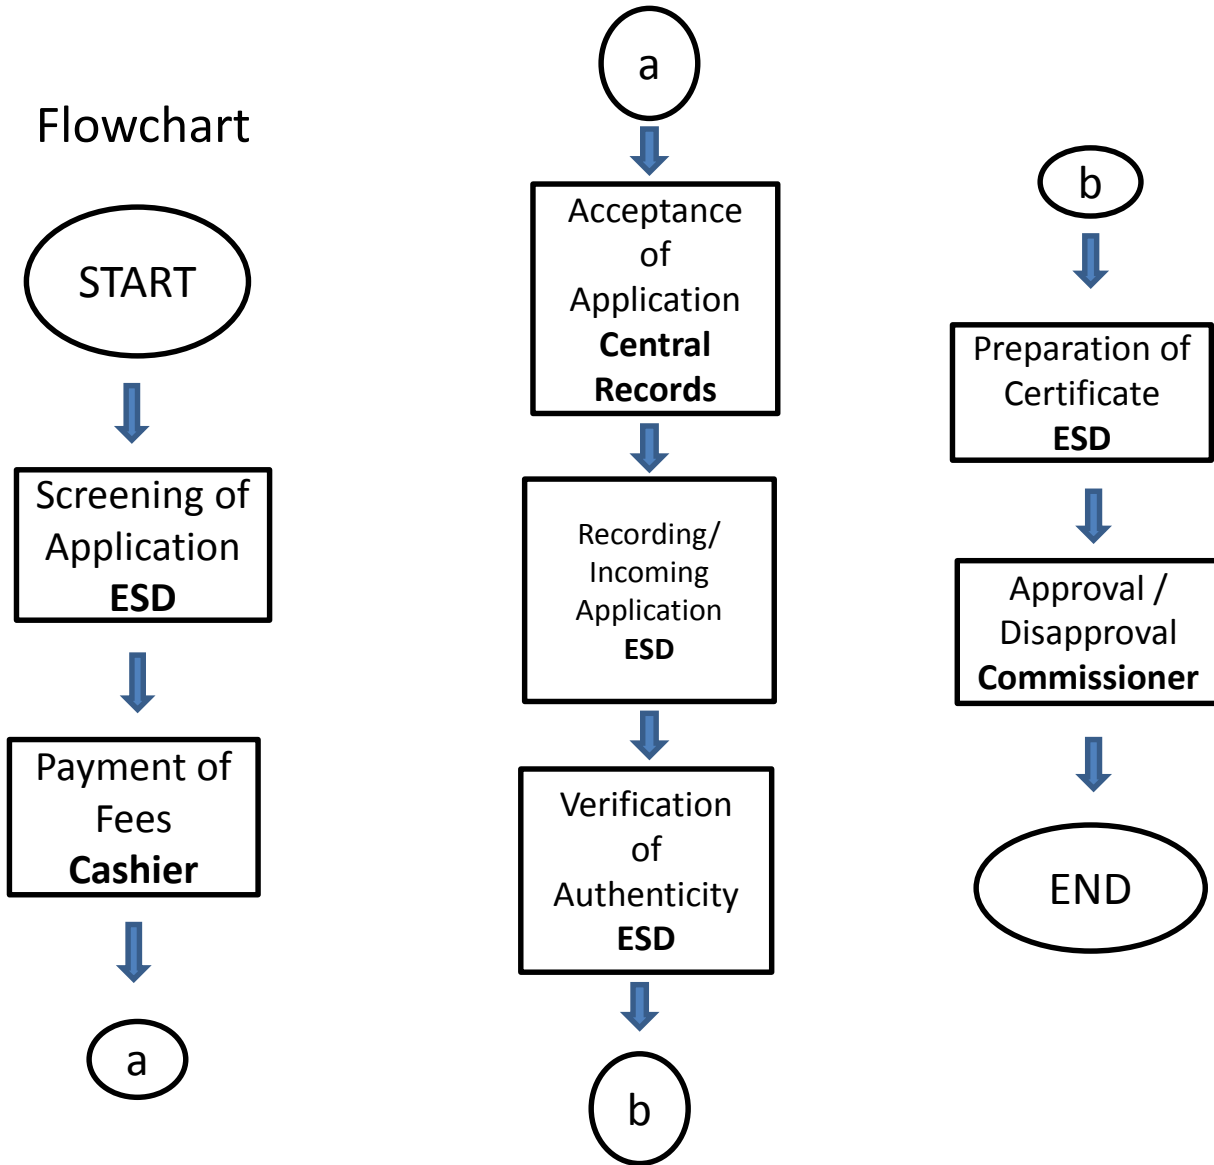 Flowchart
START
Screening of
Application
ESD
Payment of
Fees
Cashier
a
a
Acceptance
of
Application
Central
Records
Recording/
Incoming
Application
ESD
Verification
of
Authenticity
ESD
b
b
Preparation of
Certificate
ESD
Approval /
Disapproval
Commissioner
END